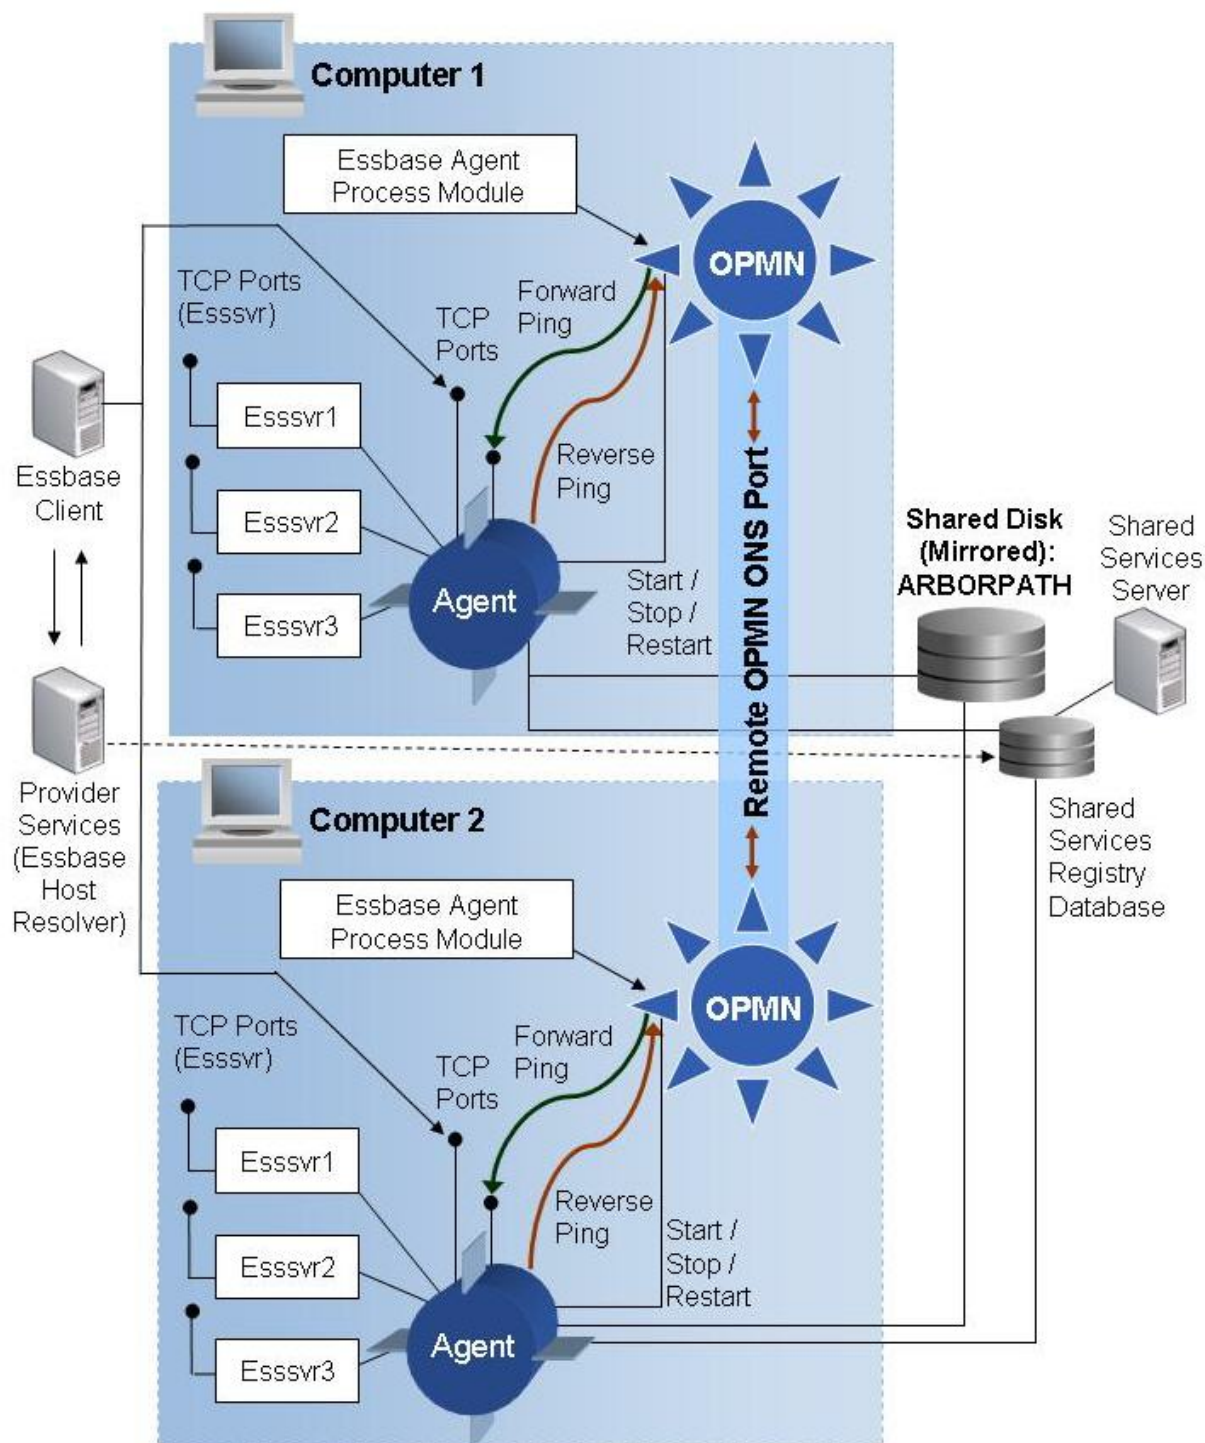 Computer 1
Essbase Agent
Process Module
OPMN
TCP Ports
(Esssvr)
Forward
Ping
TCP
Ports
Esssvr1
Esssvr2
Esssvr3
Reverse
Ping
Agent
Start /
Stop /
Restart
Essbase
Client
Remote OPMN ONS Port
Shared Disk
(Mirrored):
ARBORPATH
Shared
Services
Server
Provider
Services
(Essbase
Host
Resolver)
Shared
Services
Registry
Database
Computer 2
Essbase Agent
Process Module
OPMN
TCP Ports
(Esssvr)
Forward
Ping
TCP
Ports
Esssvr1
Esssvr2
Esssvr3
Reverse
Ping
Agent
Start /
Stop /
Restart